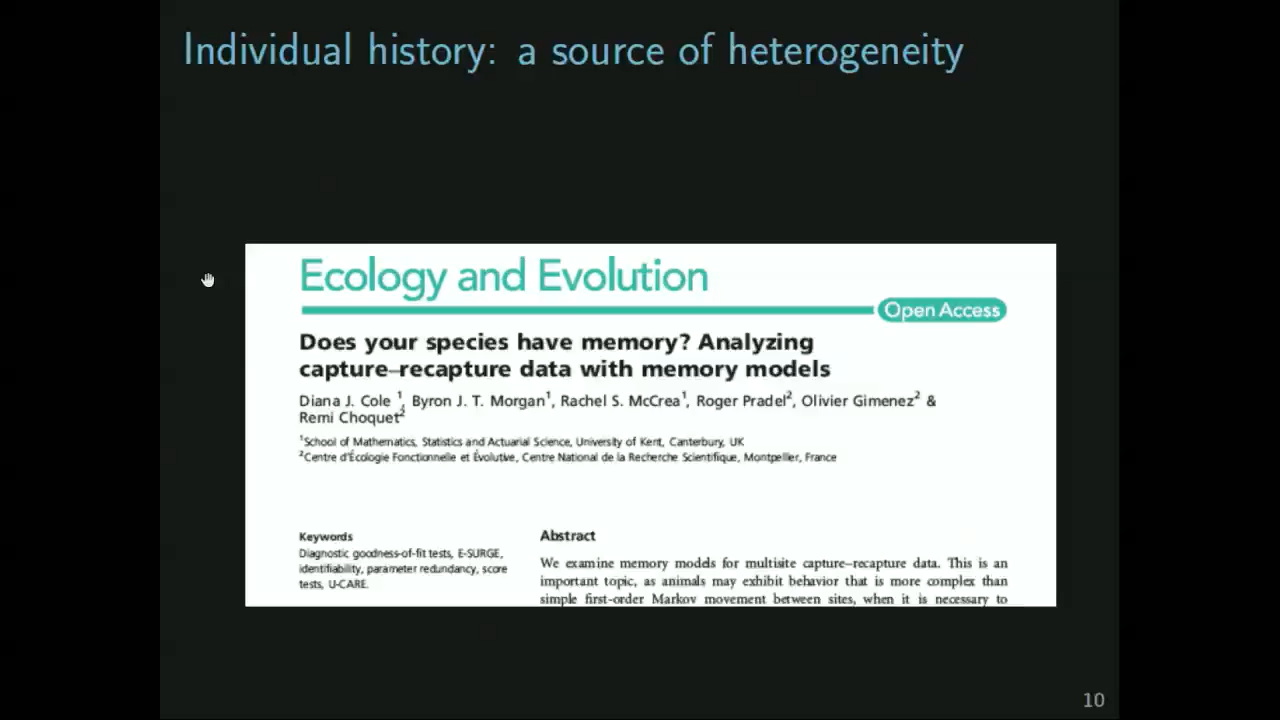 Individual history: a source of heterogeneity
Ecology and Evolution
Open Access
Does your species have memory? Analyzing
capture–recapture data with memory models
Diana J. Cole 1, Byron J. T. Morgan1, Rachel S. McCrea1, Roger Pradel2, Olivier Gimenez2 &
Remi Choquet2
1School of Mathematics, Statistics and Actuarial Science, University of Kent, Canterbury, UK
2Centre d'Écologie Fonctionnelle et Évolutive, Centre National de la Recherche Scientifique, Montpellier, France
Keywords
Diagnostic goodness-of-fit tests, E-SURGE,
identifiability, parameter redundancy, score
tests, U-CARE.
Abstract
We examine memory models for multisite capture–recapture data. This is an
important topic, as animals may exhibit behavior that is more complex than
simple first-order Markov movement between sites, when it is necessary to
10